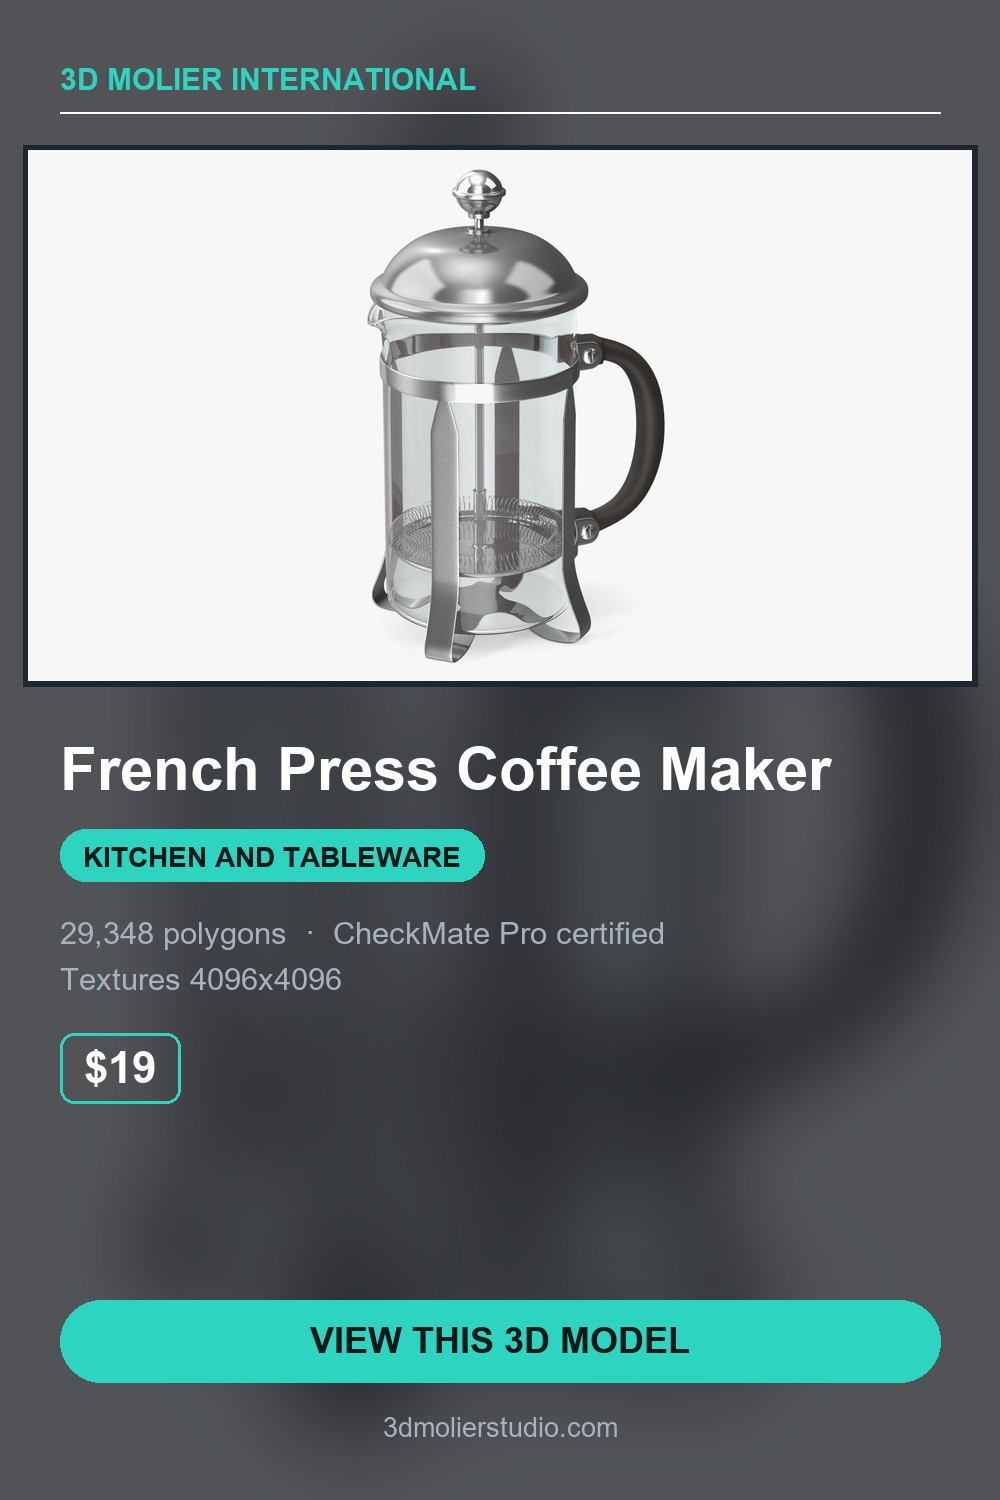 3D MOLIER INTERNATIONAL
French Press Coffee Maker
KITCHEN AND TABLEWARE
29,348 polygons · CheckMate Pro certified
Textures 4096x4096
$19
VIEW THIS 3D MODEL
3dmolierstudio.com